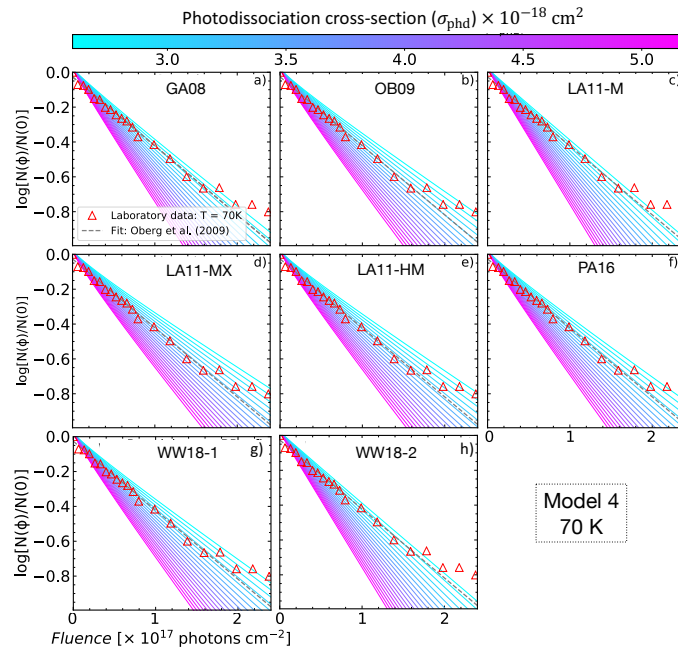 Photodissociation cross-section (σphd) × 10⁻¹⁸ cm²
3.0 3.5 4.0 4.5 5.0
0.0 −0.2 −0.4 −0.6 −0.8
log[N(ϕ)/N(0)]
a) GA08
△ Laboratory data: T = 70K
--- Fit: Oberg et al. (2009)
b) OB09
c) LA11-M
0.0 −0.2 −0.4 −0.6 −0.8
log[N(ϕ)/N(0)]
d) LA11-MX
e) LA11-HM
f) PA16
0 1 2
0.0 −0.2 −0.4 −0.6 −0.8
log[N(ϕ)/N(0)]
g) WW18-1
h) WW18-2
Model 4
70 K
0 1 2
0 1 2
Fluence [× 10¹⁷ photons cm⁻²]